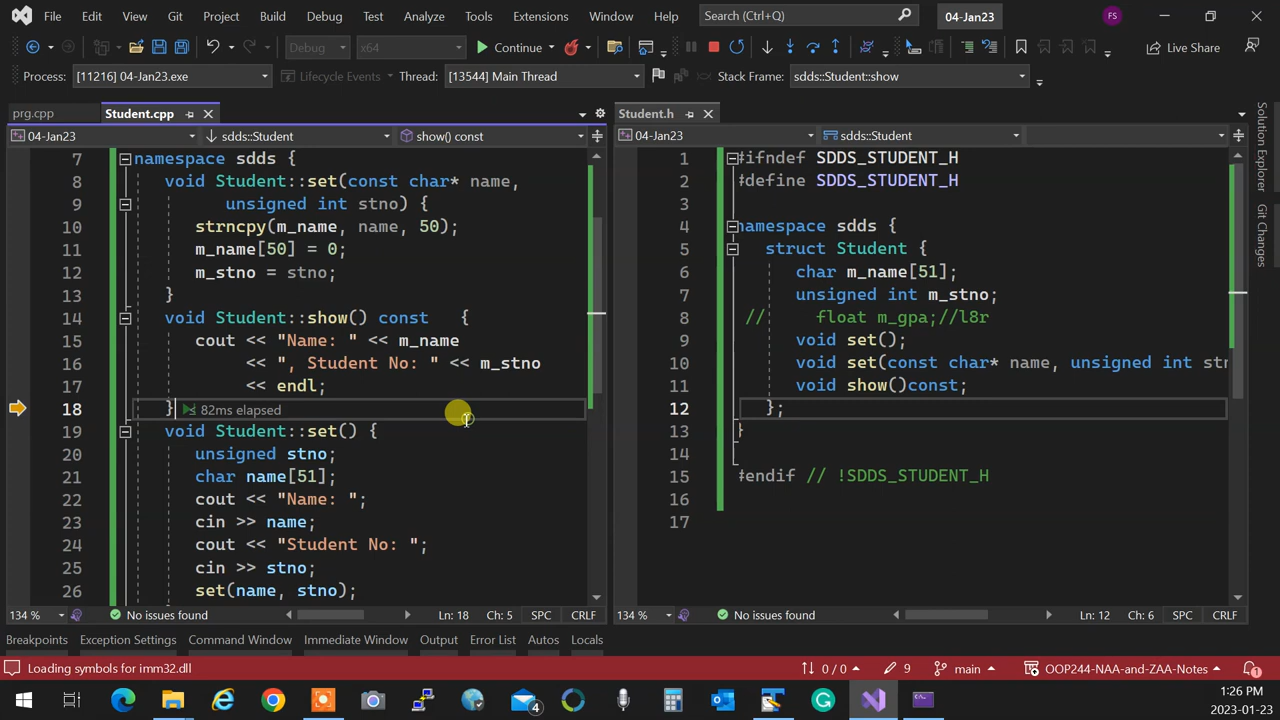 File Edit View Git Project Build Debug Test Analyze Tools Extensions Window Help Search (Ctrl+Q) 04-Jan23 FS
Debug x64 Continue Live Share
Process: [11216] 04-Jan23.exe Lifecycle Events Thread: [13544] Main Thread Stack Frame: sdds::Student::show
prg.cpp Student.cpp
04-Jan23 sdds::Student show() const
7 namespace sdds {
8 void Student::set(const char* name,
9 unsigned int stno) {
10 strncpy(m_name, name, 50);
11 m_name[50] = 0;
12 m_stno = stno;
13 }
14 void Student::show() const {
15 cout << "Name: " << m_name
16 << ", Student No: " << m_stno
17 << endl;
18 } ≤ 82ms elapsed
19 void Student::set() {
20 unsigned stno;
21 char name[51];
22 cout << "Name: ";
23 cin >> name;
24 cout << "Student No: ";
25 cin >> stno;
26 set(name, stno);
134 % No issues found Ln: 18 Ch: 5 SPC CRLF
Student.h
04-Jan23 sdds::Student
1 #ifndef SDDS_STUDENT_H
2 #define SDDS_STUDENT_H
3
4 namespace sdds {
5 struct Student {
6 char m_name[51];
7 unsigned int m_stno;
8 // float m_gpa;//l8r
9 void set();
10 void set(const char* name, unsigned int str
11 void show()const;
12 };
13 }
14
15 #endif // !SDDS_STUDENT_H
16
17
134 % No issues found Ln: 12 Ch: 6 SPC CRLF
Solution Explorer
Git Changes
Breakpoints Exception Settings Command Window Immediate Window Output Error List Autos Locals
Loading symbols for imm32.dll 0 / 0 9 main OOP244-NAA-and-ZAA-Notes 1
4
1:26 PM
2023-01-23